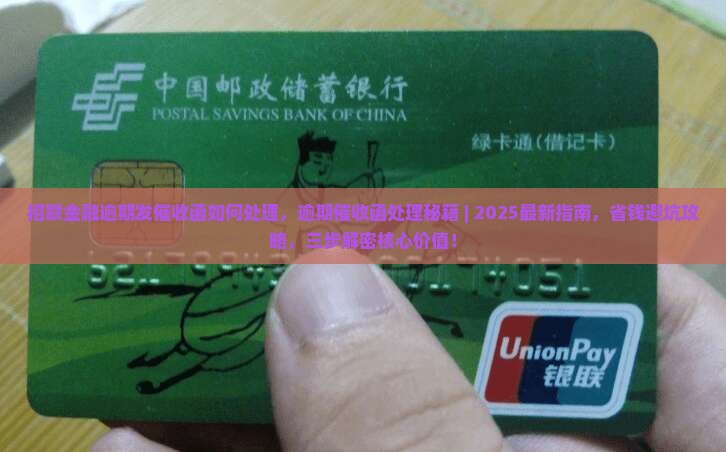 中国邮政储蓄银行
POSTAL SAVINGS BANK OF CHINA
绿卡通(借记卡)
招联金融逾期发催收函如何处理，逾期催收函处理秘籍 | 2025最新指南，省钱避坑攻
略，三步解密核心价值！
UnionPay
银联